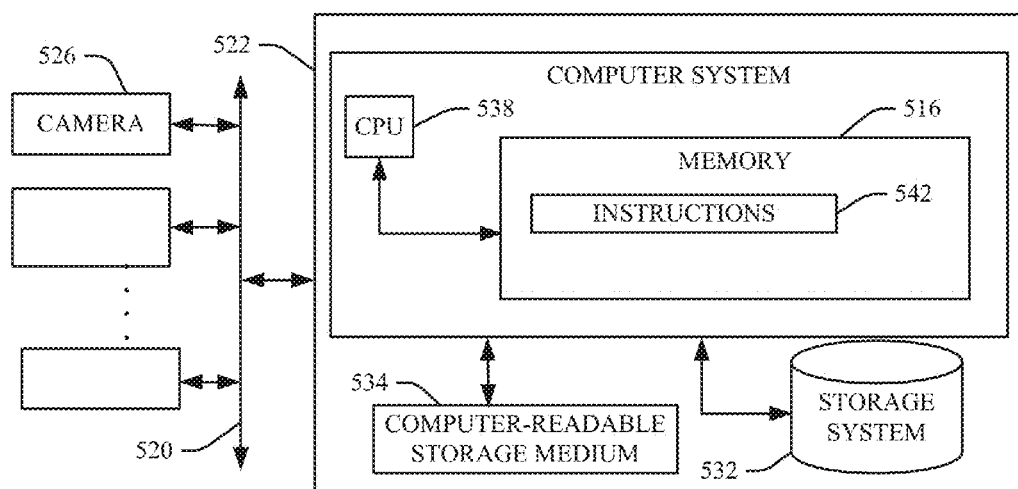 526
522
COMPUTER SYSTEM
CAMERA
CPU
538
516
MEMORY
INSTRUCTIONS
542
534
COMPUTER-READABLE
STORAGE MEDIUM
STORAGE
SYSTEM
520
532